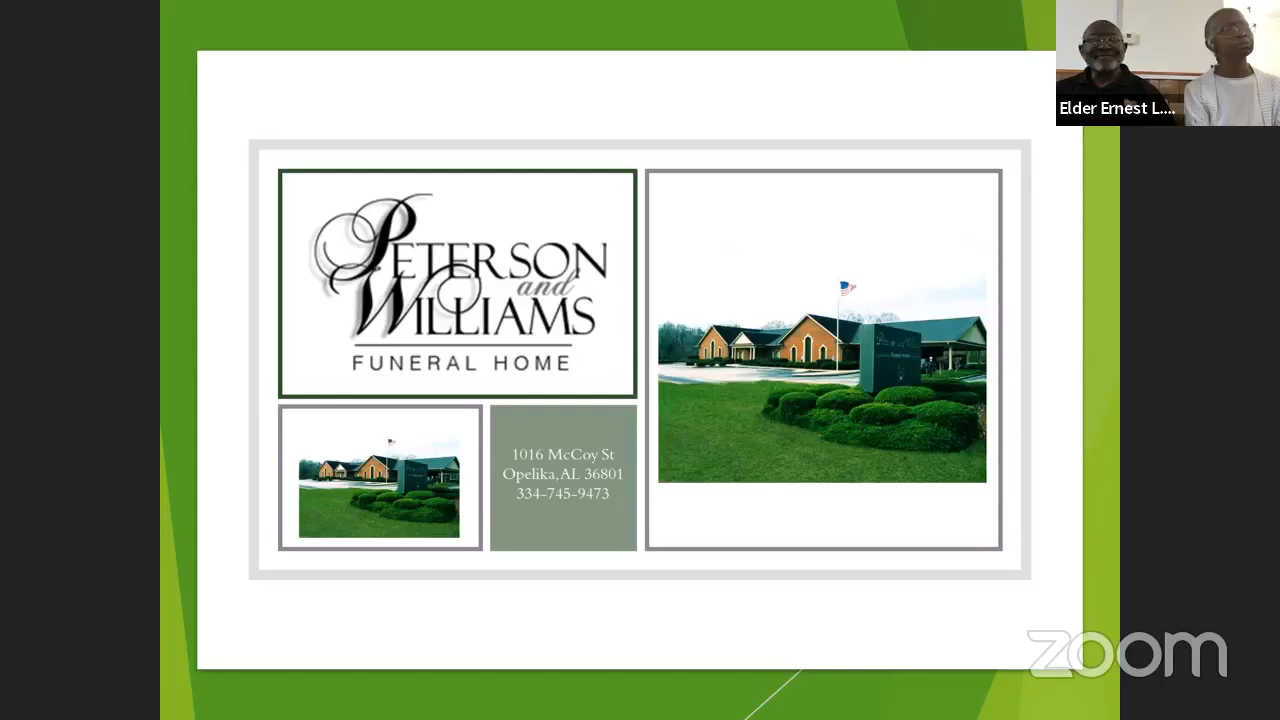 Peterson
and
Williams
FUNERAL HOME
1016 McCoy St
Opelika,AL 36801
334-745-9473
Elder Ernest L....
zoom